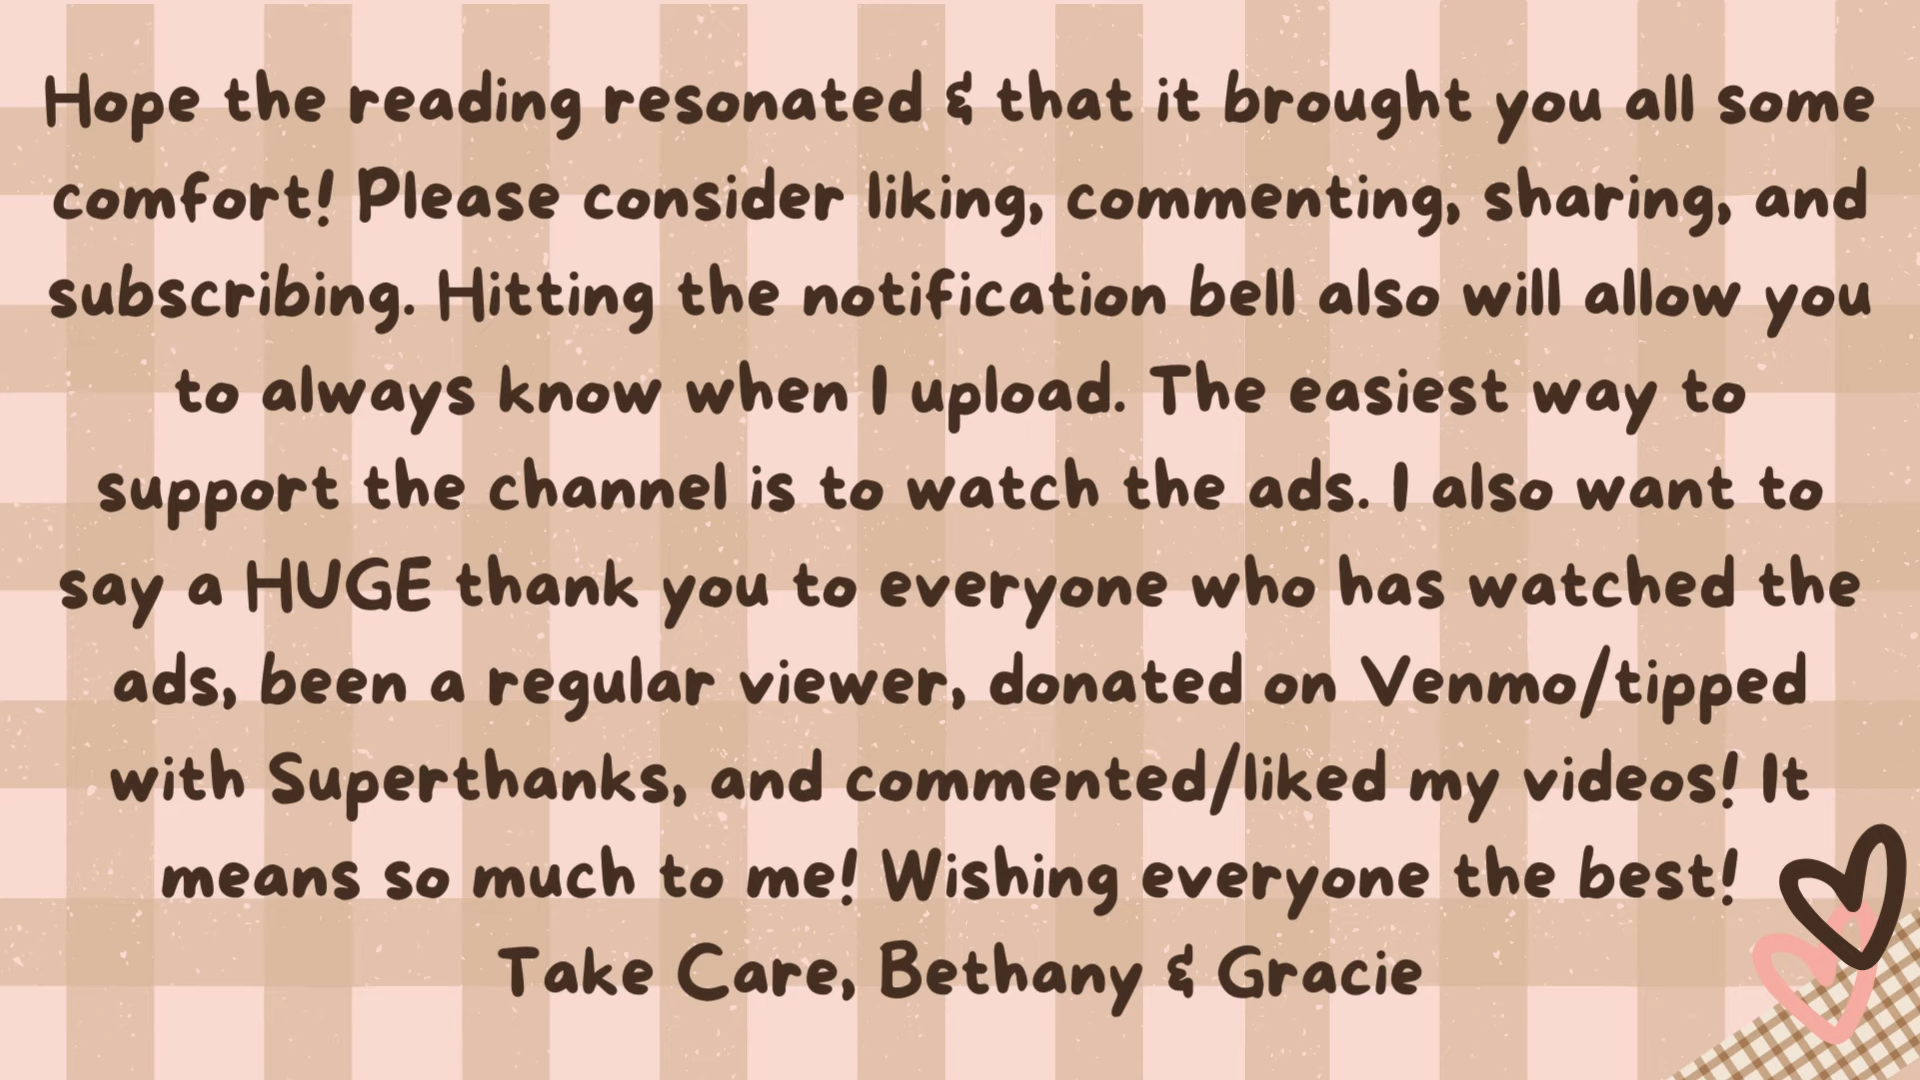 Hope the reading resonated & that it brought you all some
comfort! Please consider liking, commenting, sharing, and
subscribing. Hitting the notification bell also will allow you
to always know when I upload. The easiest way to
support the channel is to watch the ads. I also want to
say a HUGE thank you to everyone who has watched the
ads, been a regular viewer, donated on Venmo/tipped
with Superthanks, and commented/liked my videos! It
means so much to me! Wishing everyone the best!
Take Care, Bethany & Gracie